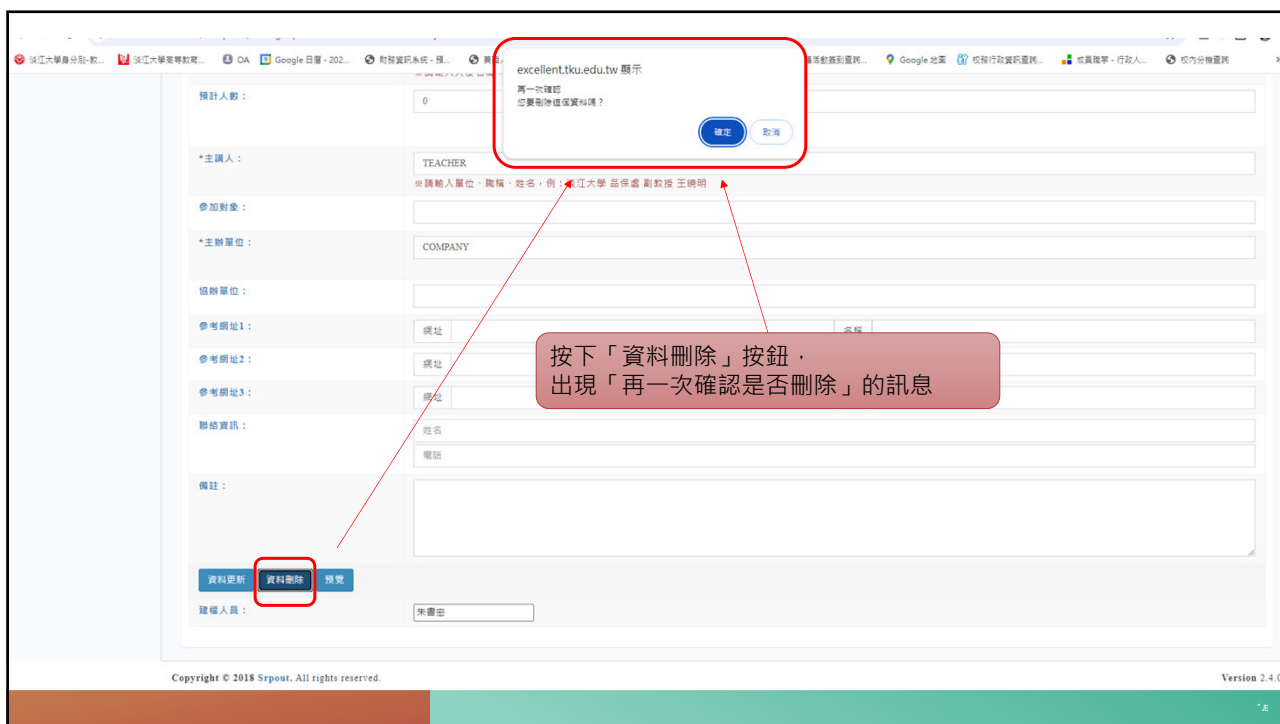 淡江大學身分別-教... 淡江大學高等教育... OA Google 日曆 - 202... 財務資訊系統 - 預... Google 地圖 校務行政資訊查詢... 成員職掌 - 行政人... 校內分機查詢
excellent.tku.edu.tw 顯示
再一次確認
您要刪除這個資料嗎？
確定 取消
預計人數：
0
*主講人：
TEACHER
※請輸入單位、職稱、姓名，例：淡江大學 品保處 副教授 王曉明
參加對象：
*主辦單位：
COMPANY
協辦單位：
參考網址1：
網址 名稱
參考網址2：
網址
參考網址3：
網址
按下「資料刪除」按鈕，
出現「再一次確認是否刪除」的訊息
聯絡資訊：
姓名
電話
備註：
資料更新 資料刪除 預覽
建檔人員：
Copyright © 2018 Srpout. All rights reserved.
Version 2.4.0